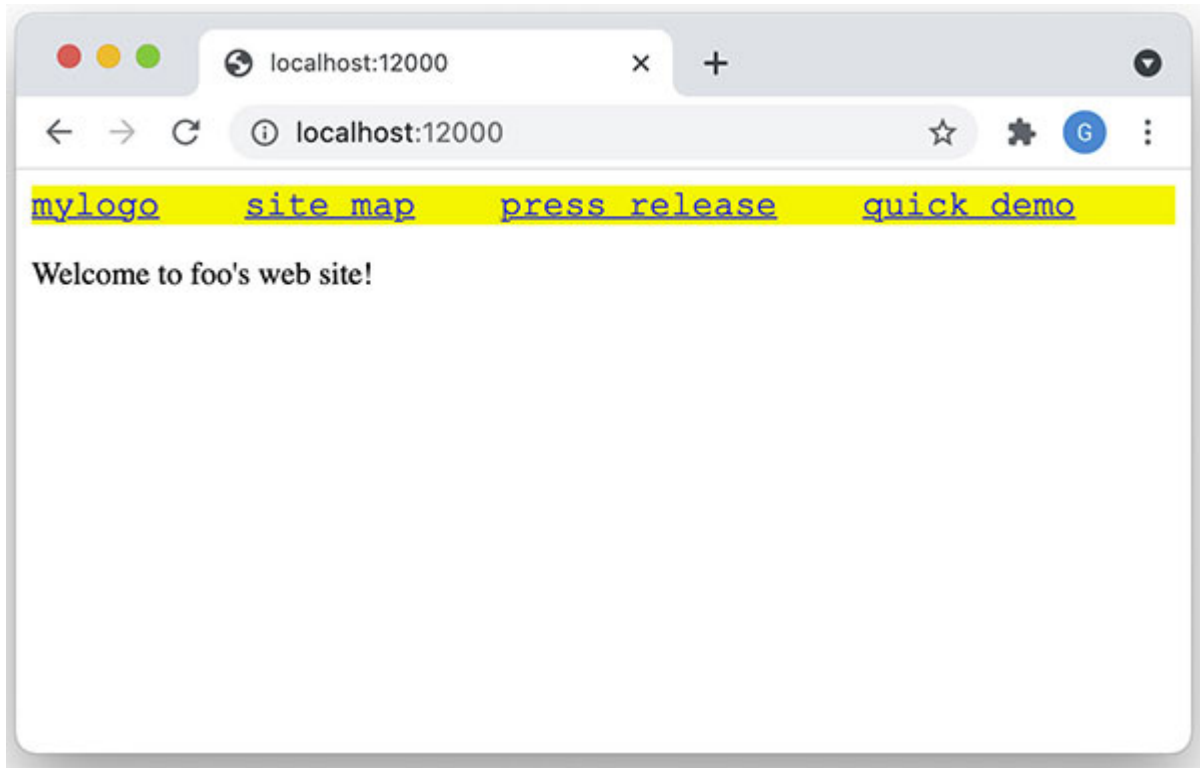 localhost:12000
localhost:12000
G
mylogo site map press release quick demo
Welcome to foo's web site!